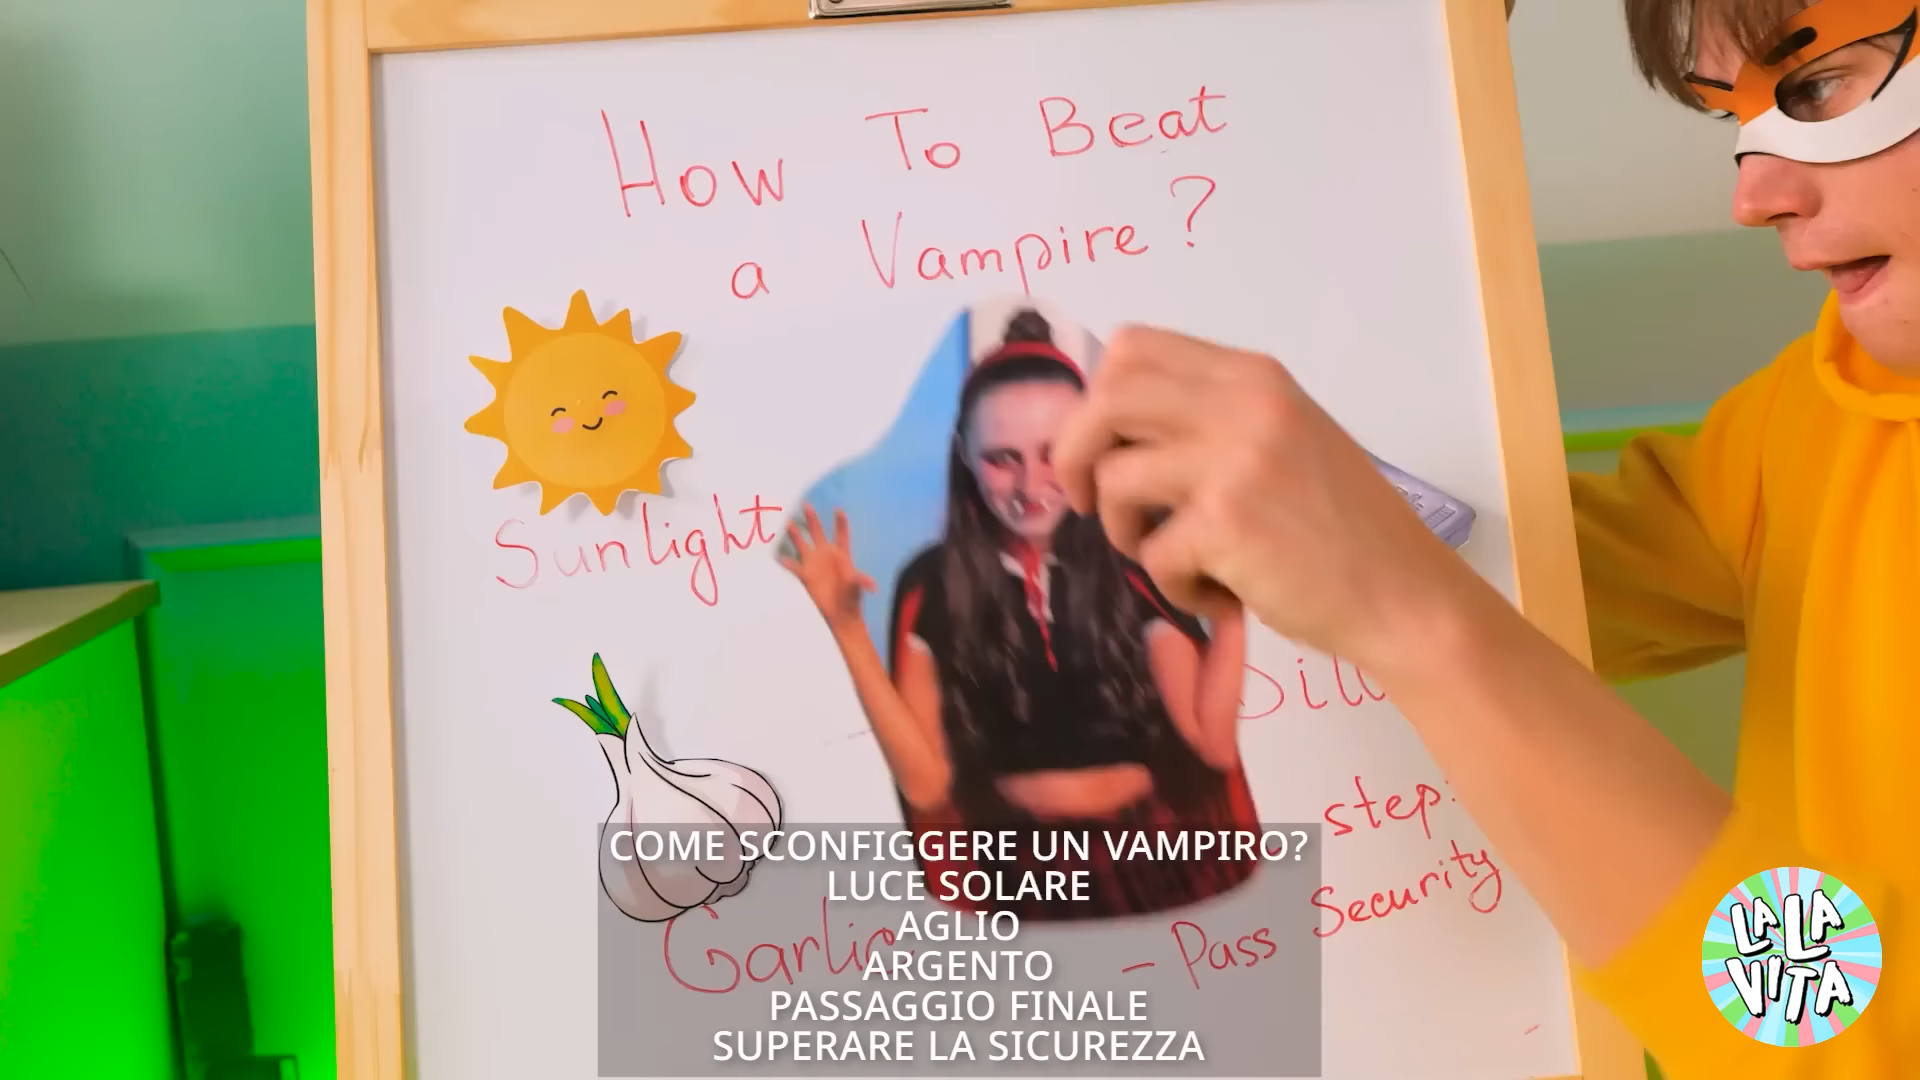 How To Beat
a Vampire?
Sunlight
step:
- Pass Security
COME SCONFIGGERE UN VAMPIRO?
LUCE SOLARE
AGLIO
ARGENTO
PASSAGGIO FINALE
SUPERARE LA SICUREZZA
LA LA
VITA